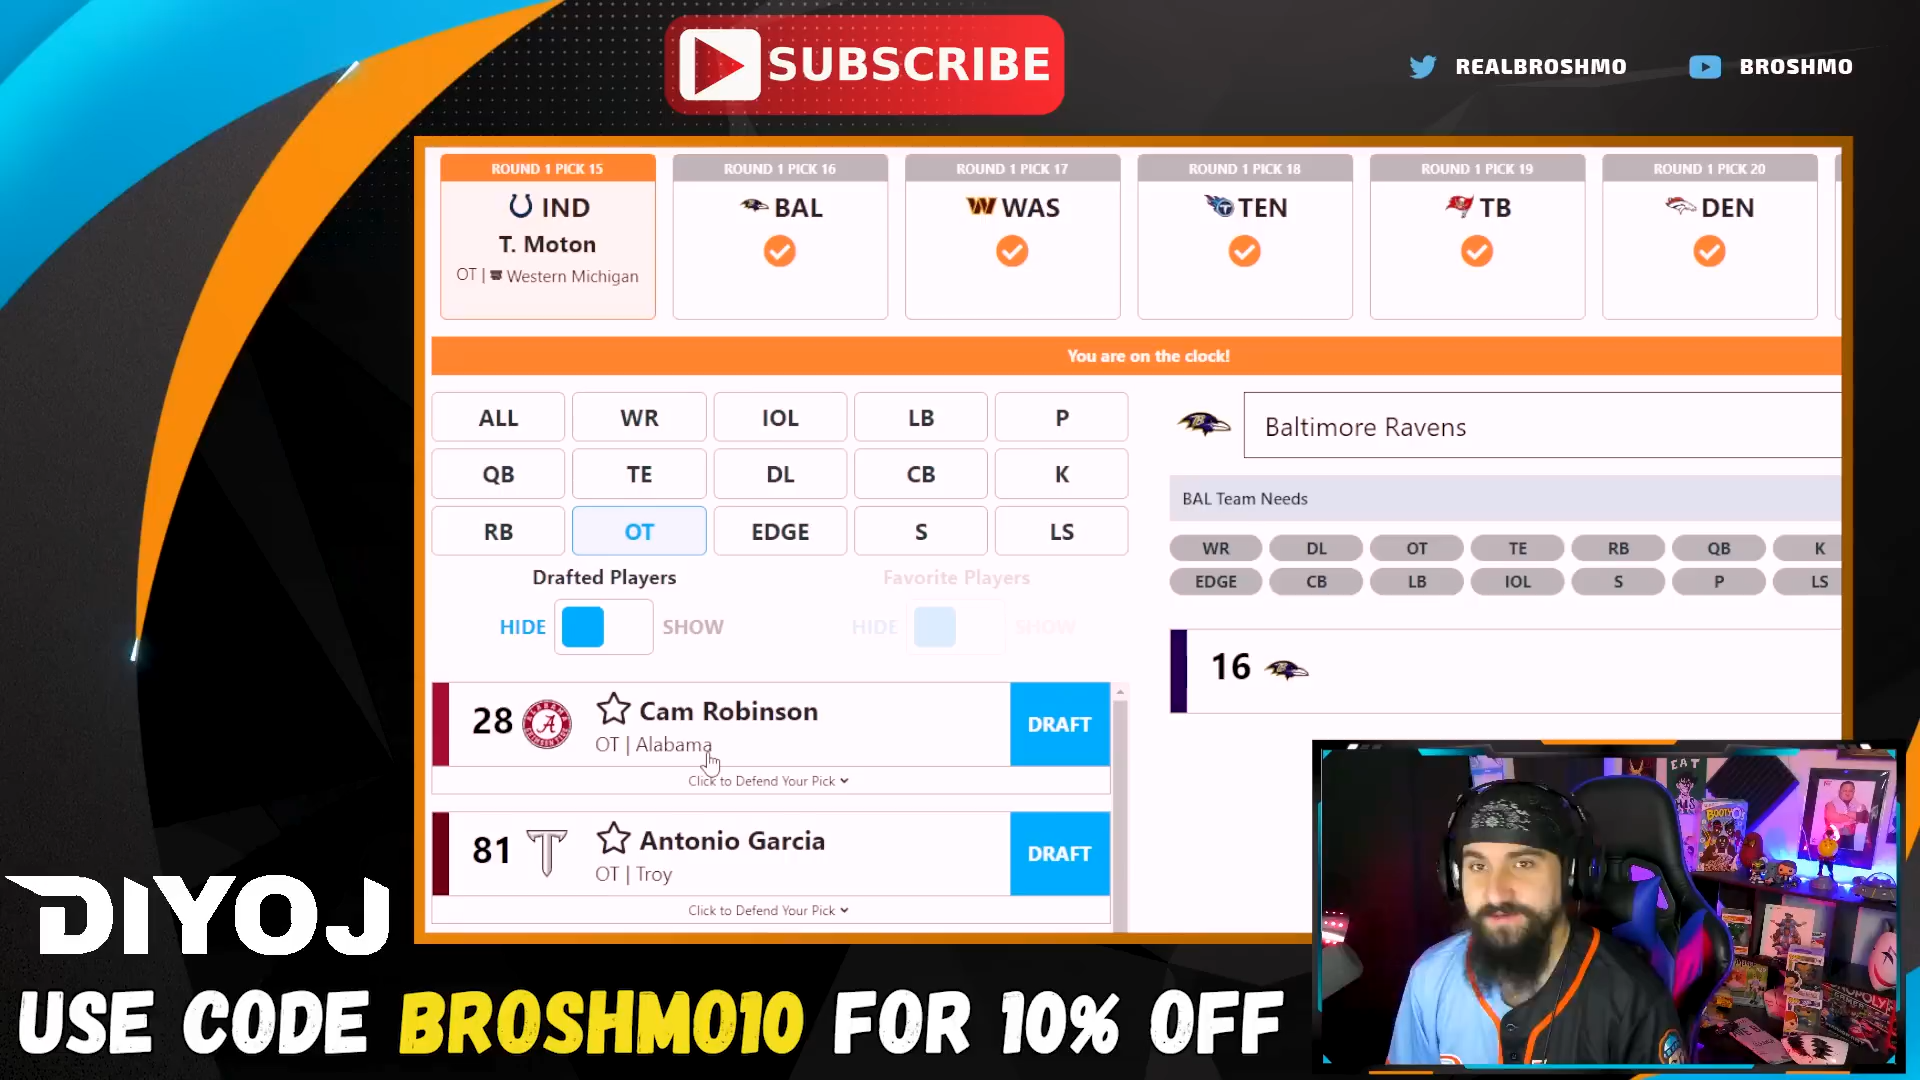 SUBSCRIBE
REALBROSHMO
BROSHMO
ROUND 1 PICK 15
IND
T. Moton
OT | Western Michigan
ROUND 1 PICK 16
BAL
ROUND 1 PICK 17
WAS
ROUND 1 PICK 18
TEN
ROUND 1 PICK 19
TB
ROUND 1 PICK 20
DEN
You are on the clock!
ALL WR IOL LB P
QB TE DL CB K
RB OT EDGE S LS
Drafted Players
HIDE SHOW
Favorite Players
HIDE SHOW
Baltimore Ravens
BAL Team Needs
WR DL OT TE RB QB K
EDGE CB LB IOL S P LS
16
28 Cam Robinson
OT | Alabama
DRAFT
Click to Defend Your Pick
81 Antonio Garcia
OT | Troy
DRAFT
Click to Defend Your Pick
DIYOJ
USE CODE BROSHMO10 FOR 10% OFF
EAT